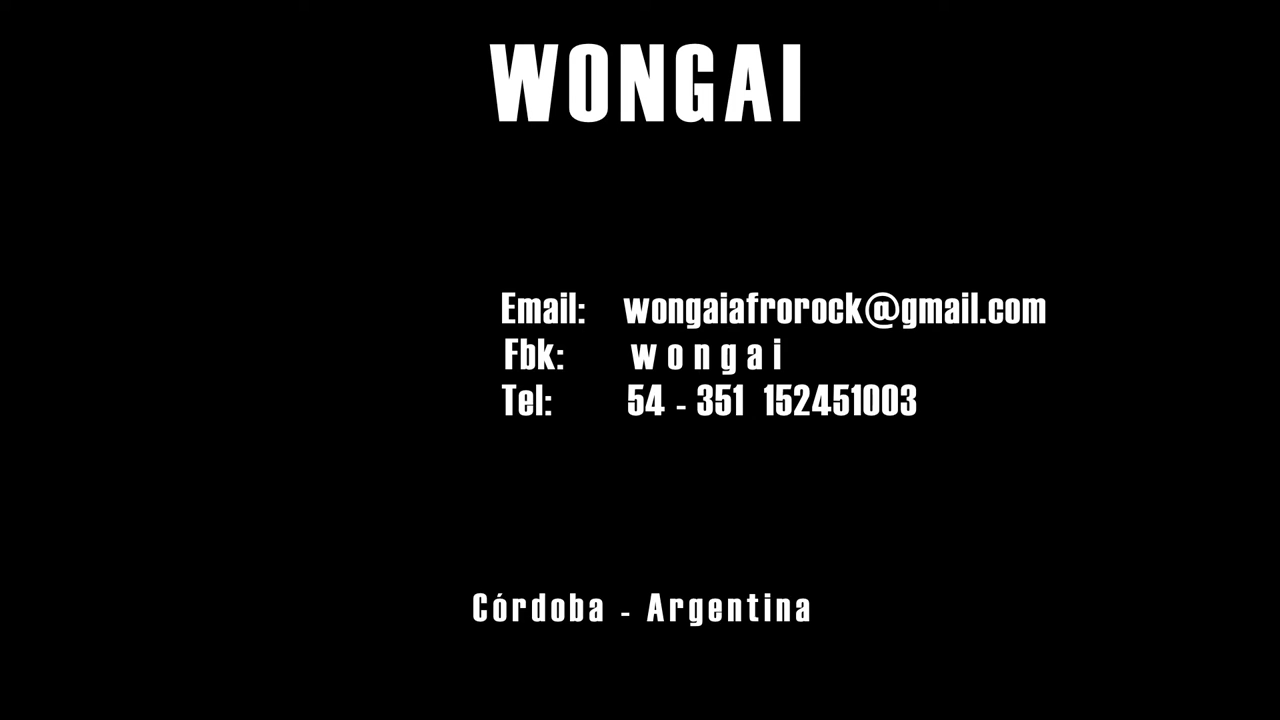 WONGAI
Email: wongaiafrorock@gmail.com
Fbk: w o n g a i
Tel: 54 - 351 152451003
Córdoba - Argentina